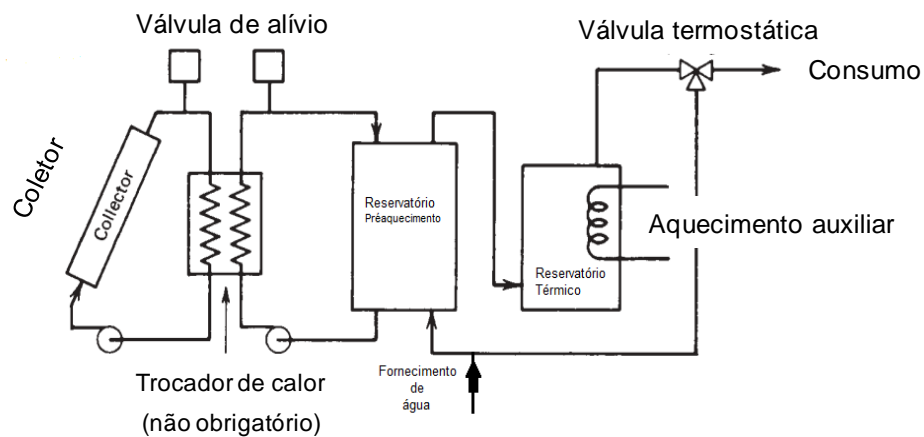 Válvula de alívio
Válvula termostática
Consumo
Coletor
Collector
Reservatório
Préaquecimento
Aquecimento auxiliar
Reservatório
Térmico
Trocador de calor
(não obrigatório)
Fornecimento
de
água